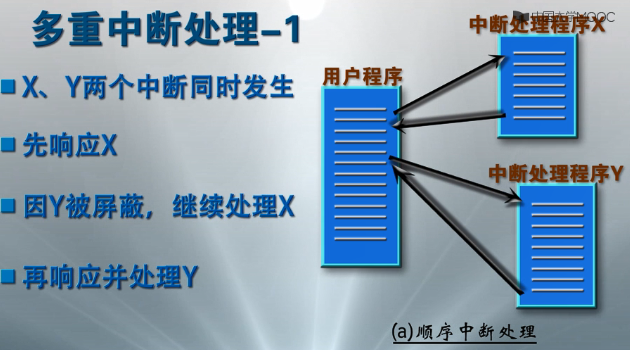 多重中断处理-1
X、Y两个中断同时发生
先响应X
因Y被屏蔽，继续处理X
再响应并处理Y
中国大学MOOC
中断处理程序X
用户程序
中断处理程序Y
(a)顺序中断处理